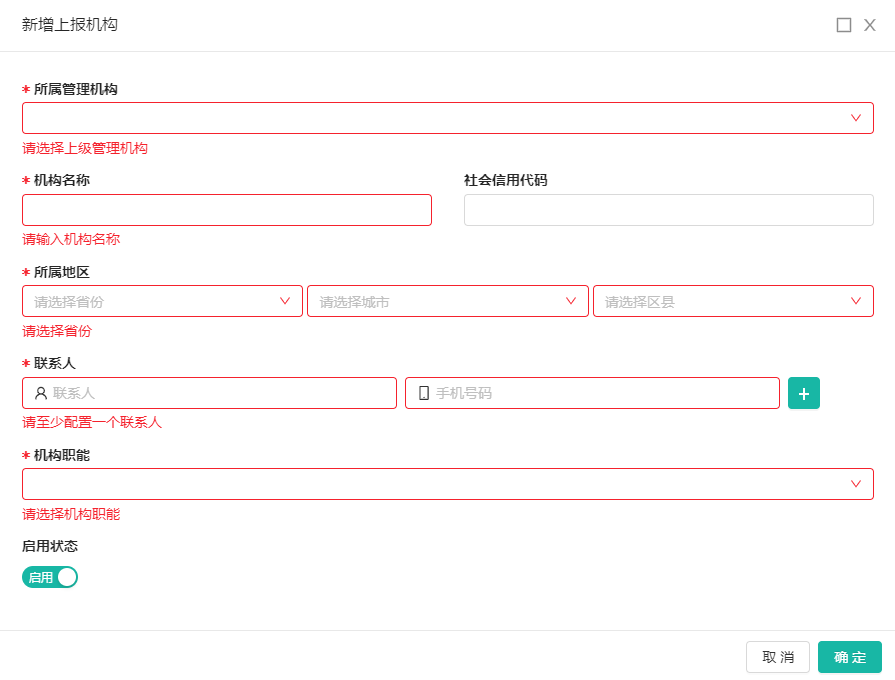 新增上报机构
* 所属管理机构
请选择上级管理机构
* 机构名称 社会信用代码
请输入机构名称
* 所属地区
请选择省份 请选择城市 请选择区县
请选择省份
* 联系人
联系人 手机号码
请至少配置一个联系人
* 机构职能
请选择机构职能
启用状态
启用
取 消 确 定